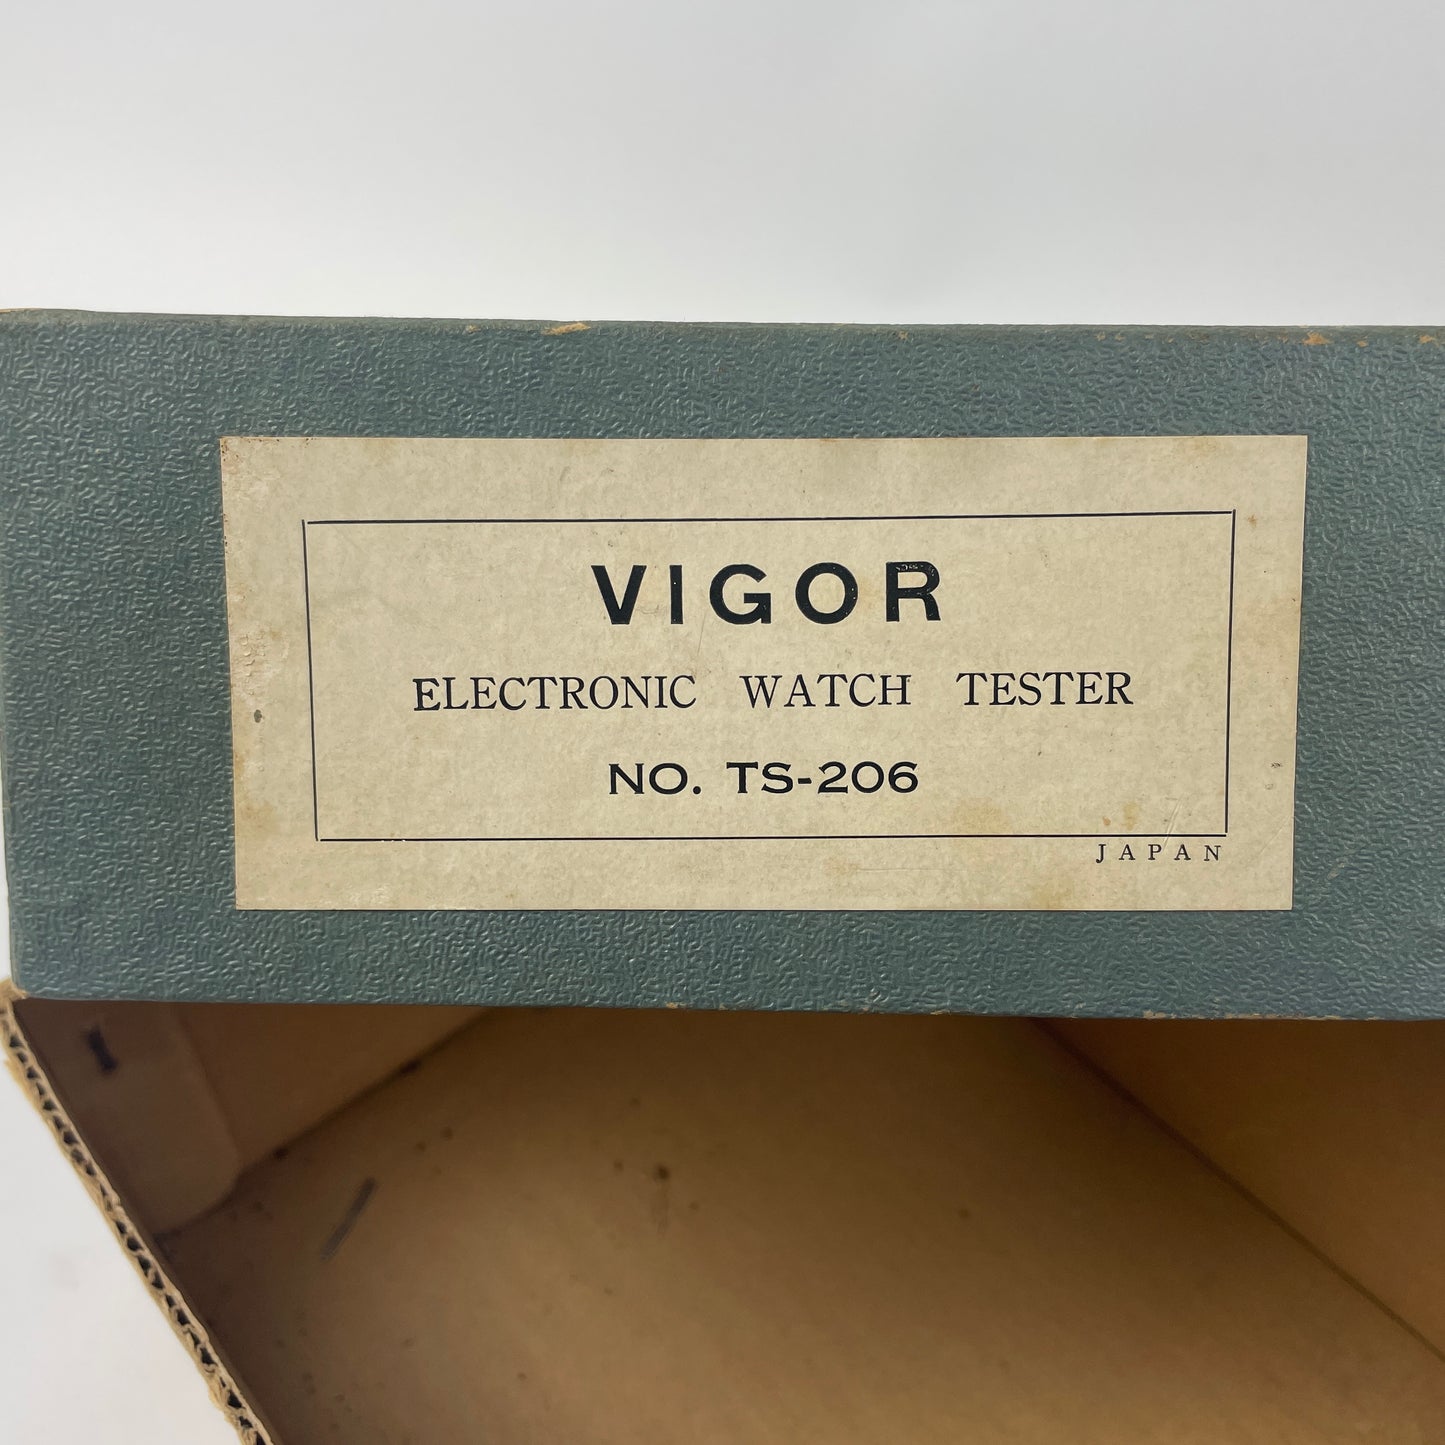 VIGOR
ELECTRONIC WATCH TESTER
NO. TS-206
JAPAN